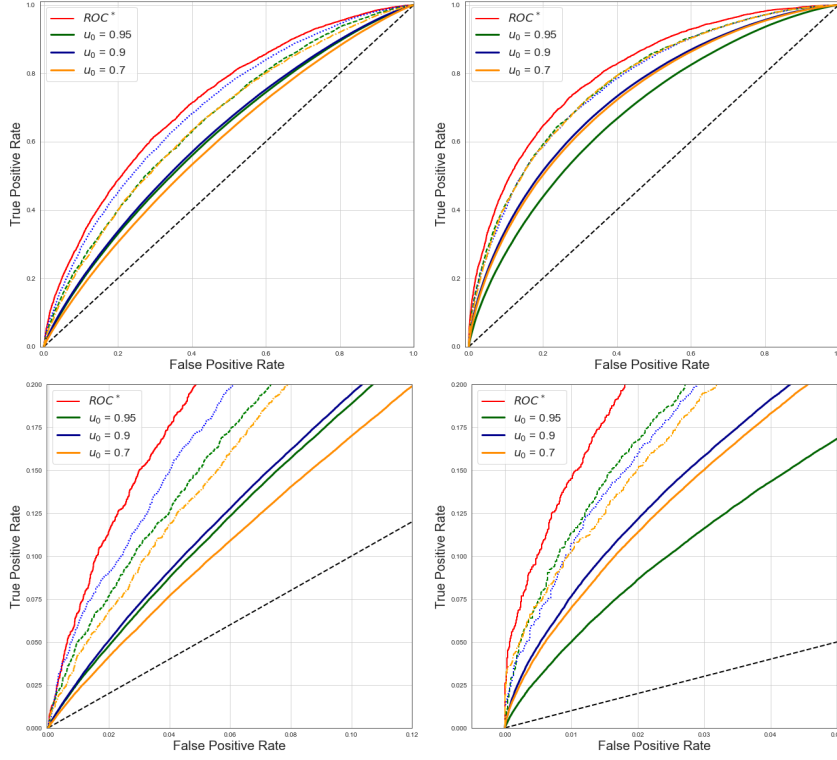 ROC*
u₀ = 0.95
u₀ = 0.9
u₀ = 0.7
True Positive Rate
1.0
0.8
0.6
0.4
0.2
0.0
0.0 0.2 0.4 0.6 0.8 1.0
False Positive Rate
ROC*
u₀ = 0.95
u₀ = 0.9
u₀ = 0.7
True Positive Rate
1.0
0.8
0.6
0.4
0.2
0.0
0.0 0.2 0.4 0.6 0.8
False Positive Rate
ROC*
u₀ = 0.95
u₀ = 0.9
u₀ = 0.7
True Positive Rate
0.200
0.175
0.150
0.125
0.100
0.075
0.050
0.025
0.000
0.00 0.02 0.04 0.06 0.08 0.10 0.12
False Positive Rate
ROC*
u₀ = 0.95
u₀ = 0.9
u₀ = 0.7
True Positive Rate
0.200
0.175
0.150
0.125
0.100
0.075
0.050
0.025
0.000
0.00 0.01 0.02 0.03 0.04
False Positive Rate